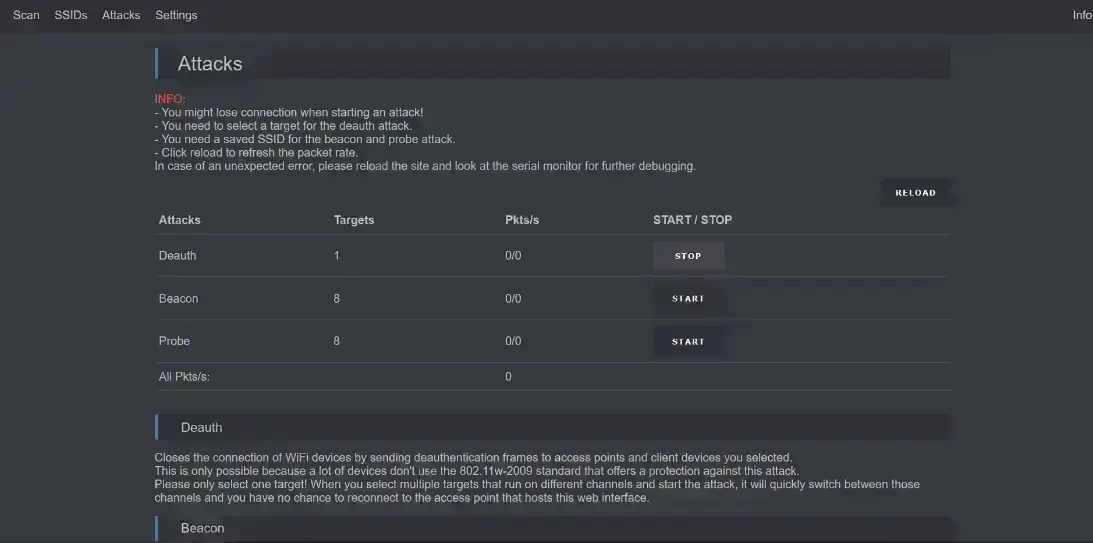 Scan SSIDs Attacks Settings Info
Attacks
INFO:
- You might lose connection when starting an attack!
- You need to select a target for the deauth attack.
- You need a saved SSID for the beacon and probe attack.
- Click reload to refresh the packet rate.
In case of an unexpected error, please reload the site and look at the serial monitor for further debugging.
RELOAD
Attacks Targets Pkts/s START / STOP
Deauth 1 0/0 STOP
Beacon 8 0/0 START
Probe 8 0/0 START
All Pkts/s: 0
Deauth
Closes the connection of WiFi devices by sending deauthentication frames to access points and client devices you selected.
This is only possible because a lot of devices don't use the 802.11w-2009 standard that offers a protection against this attack.
Please only select one target! When you select multiple targets that run on different channels and start the attack, it will quickly switch between those
channels and you have no chance to reconnect to the access point that hosts this web interface.
Beacon